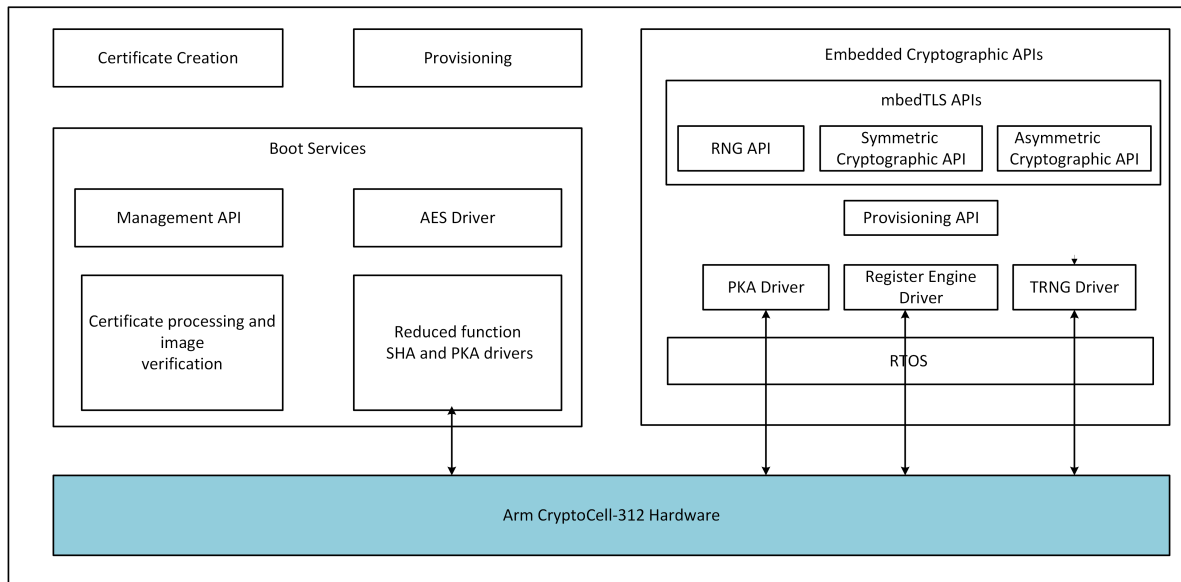 Certificate Creation
Provisioning
Boot Services
Management API
AES Driver
Certificate processing and
image
verification
Reduced function
SHA and PKA drivers
Embedded Cryptographic APIs
mbedTLS APIs
RNG API
Symmetric
Cryptographic API
Asymmetric
Cryptographic API
Provisioning API
PKA Driver
Register Engine
Driver
TRNG Driver
RTOS
Arm CryptoCell-312 Hardware